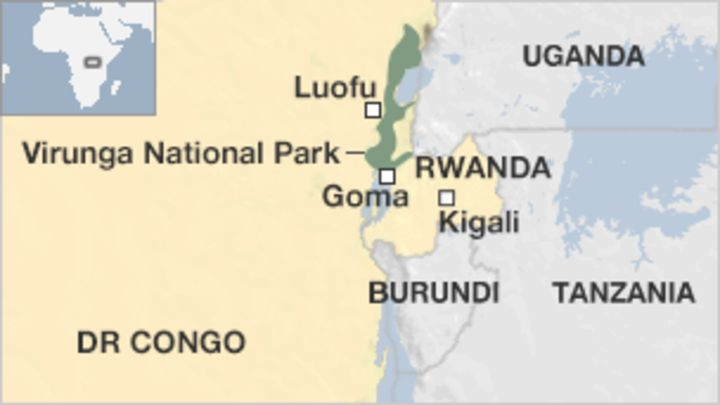 UGANDA
Luofu
Virunga National Park
RWANDA
Goma
Kigali
BURUNDI
TANZANIA
DR CONGO